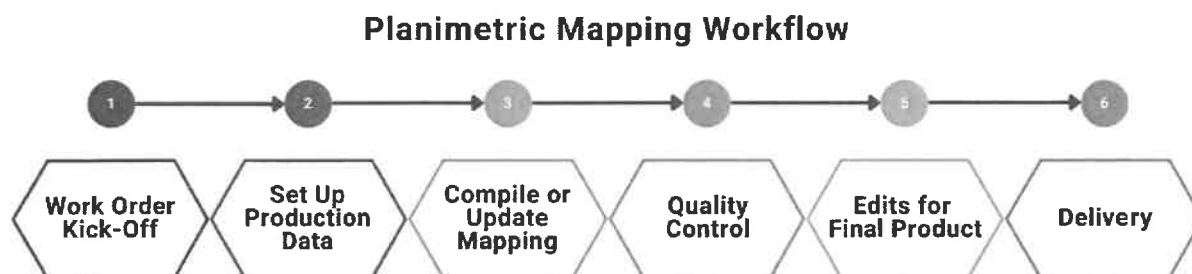 Planimetric Mapping Workflow
1
2
3
4
5
6
Work Order
Kick-Off
Set Up
Production
Data
Compile or
Update
Mapping
Quality
Control
Edits for
Final Product
Delivery